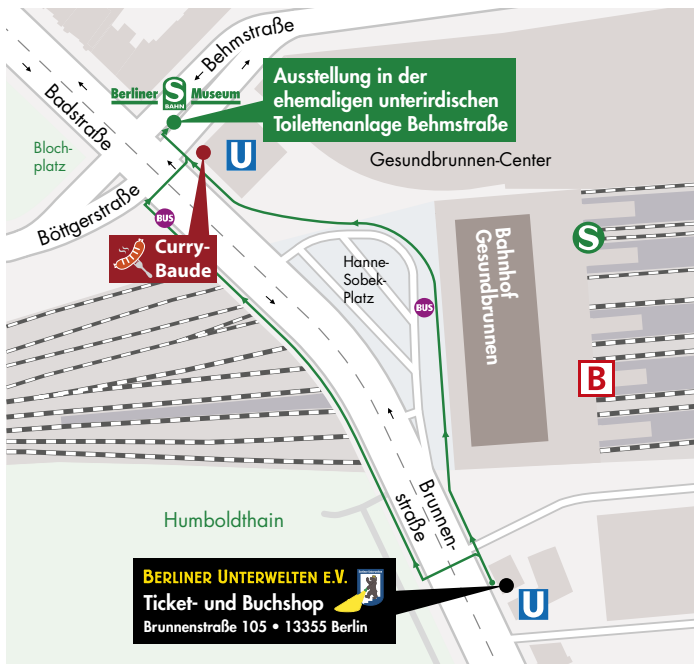 Behmstraße
Badstraße
Berliner S Museum
BAHN
Ausstellung in der
ehemaligen unterirdischen
Toilettenanlage Behmstraße
Bloch-
platz
U
Gesundbrunnen-Center
Böttgerstraße
BUS
Curry-
Baude
Hanne-
Sobek-
Platz
BUS
Bahnhof
Gesundbrunnen
S
B
Brunnen-
straße
Humboldthain
BERLINER UNTERWELTEN E.V.
Ticket- und Buchshop
Brunnenstraße 105 • 13355 Berlin
U